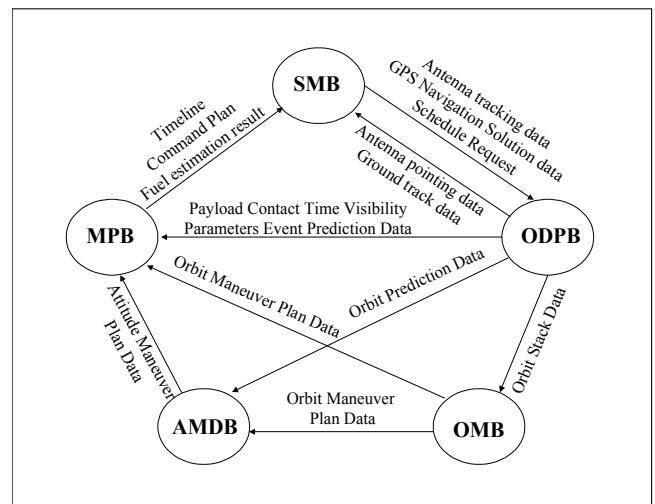 SMB
Timeline
Command Plan
Fuel estimation result
Antenna tracking data
GPS Navigation Solution data
Schedule Request
Antenna pointing data
Ground track data
MPB
Payload Contact Time Visibility
Parameters Event Prediction Data
ODPB
Orbit Maneuver Plan Data
Orbit Prediction Data
Attitude Maneuver
Plan Data
Orbit Stack Data
AMDB
Orbit Maneuver
Plan Data
OMB